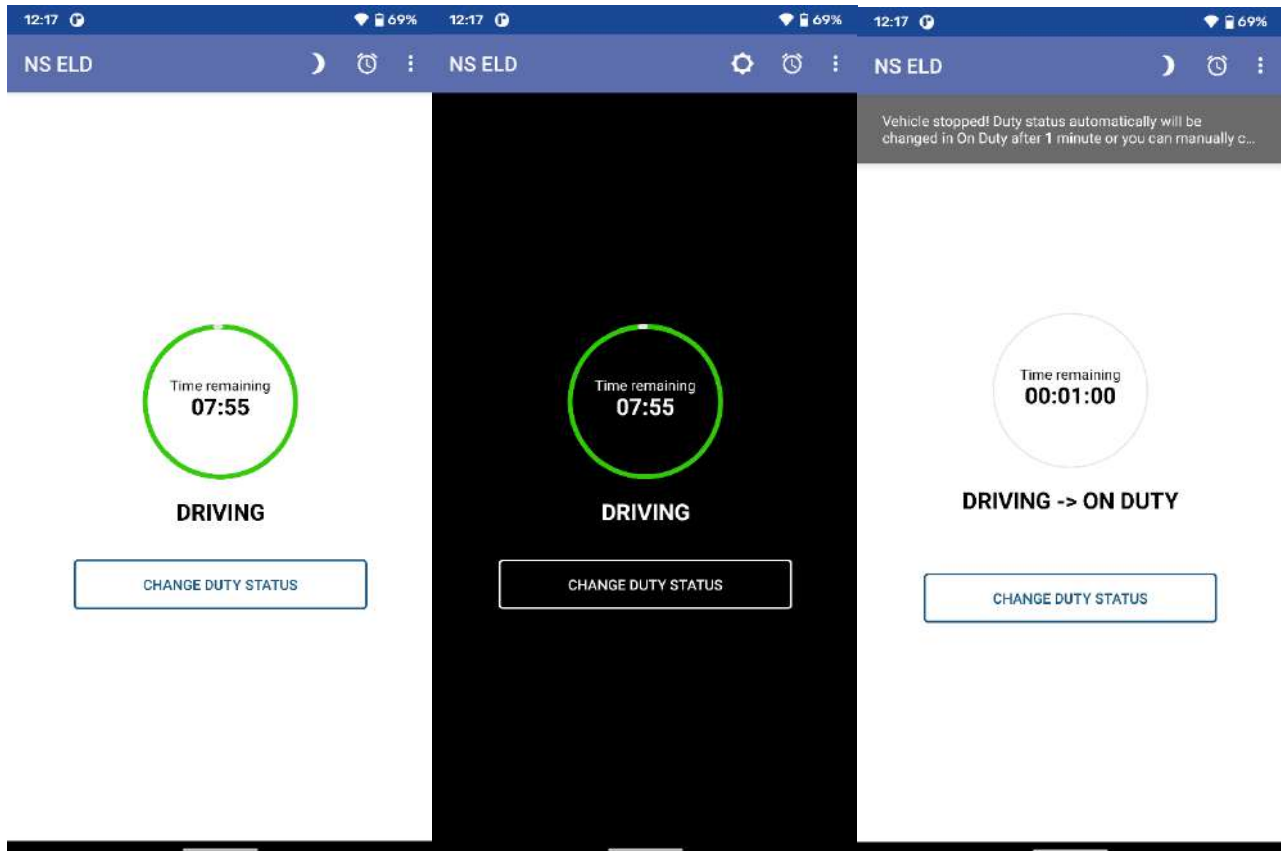 12:17 69%
NS ELD
Time remaining
07:55
DRIVING
CHANGE DUTY STATUS
12:17 69%
NS ELD
Time remaining
07:55
DRIVING
CHANGE DUTY STATUS
12:17 69%
NS ELD
Vehicle stopped! Duty status automatically will be
changed in On Duty after 1 minute or you can manually c...
Time remaining
00:01:00
DRIVING -> ON DUTY
CHANGE DUTY STATUS